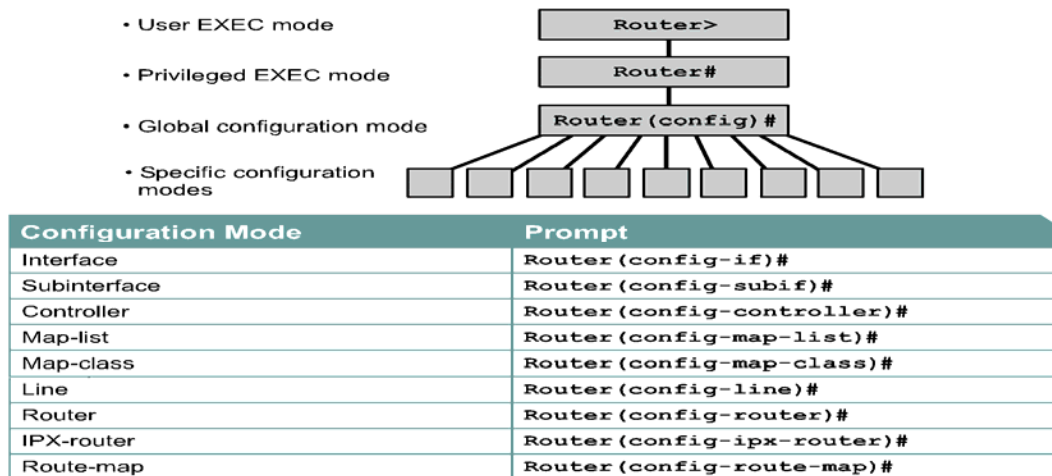 • User EXEC mode
Router>
• Privileged EXEC mode
Router#
• Global configuration mode
Router(config)#
• Specific configuration
modes
Configuration Mode Prompt
Interface Router(config-if)#
Subinterface Router(config-subif)#
Controller Router(config-controller)#
Map-list Router(config-map-list)#
Map-class Router(config-map-class)#
Line Router(config-line)#
Router Router(config-router)#
IPX-router Router(config-ipx-router)#
Route-map Router(config-route-map)#